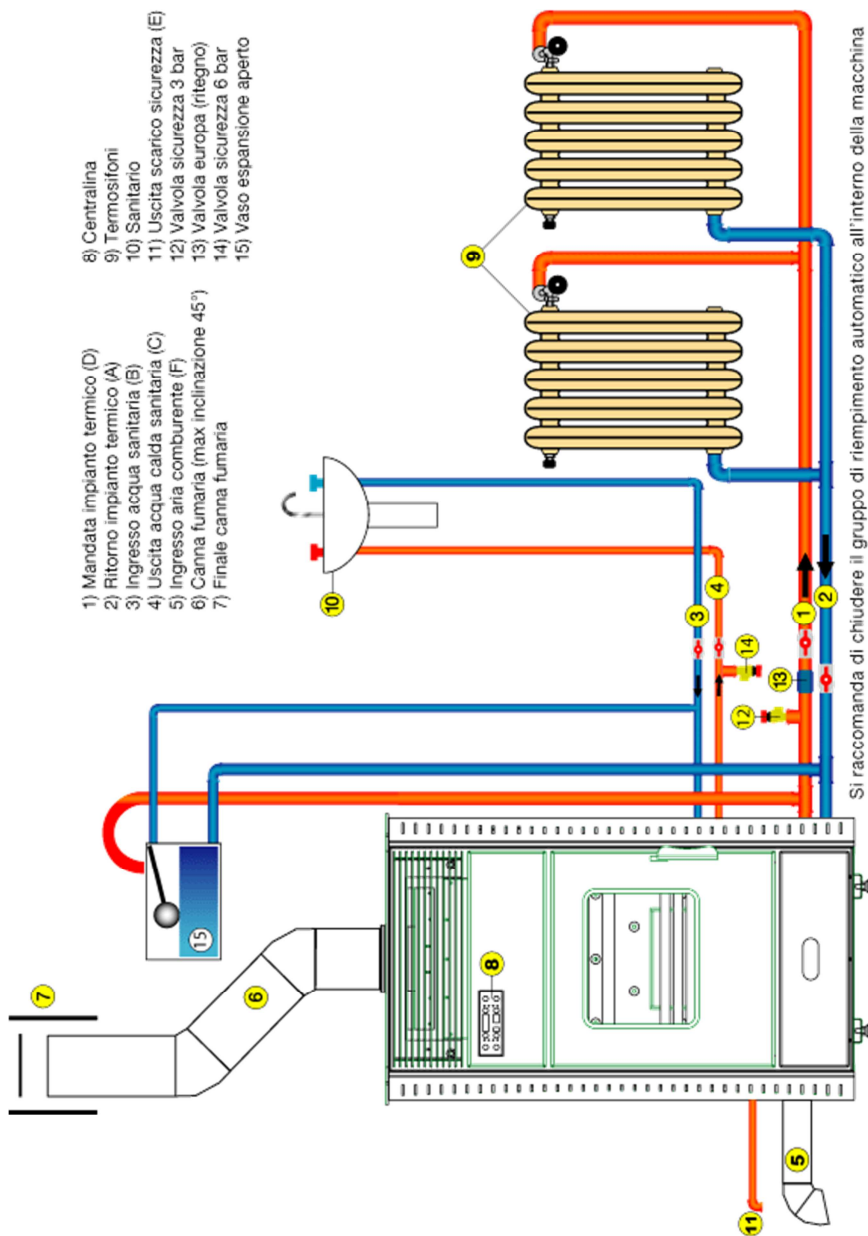 1) Mandata impianto termico (D)
2) Ritorno impianto termico (A)
3) Ingresso acqua sanitaria (B)
4) Uscita acqua calda sanitaria (C)
5) Ingresso aria comburente (F)
6) Canna fumaria (max inclinazione 45°)
7) Finale canna fumaria
8) Centralina
9) Termosifoni
10) Sanitario
11) Uscita scarico sicurezza (E)
12) Valvola sicurezza 3 bar
13) Valvola europa (ritegno)
14) Valvola sicurezza 6 bar
15) Vaso espansione aperto
7
6
15
8
10
9
3
4
14
12
13
1
2
11
5
Si raccomanda di chiudere il gruppo di riempimento automatico all'interno della macchina